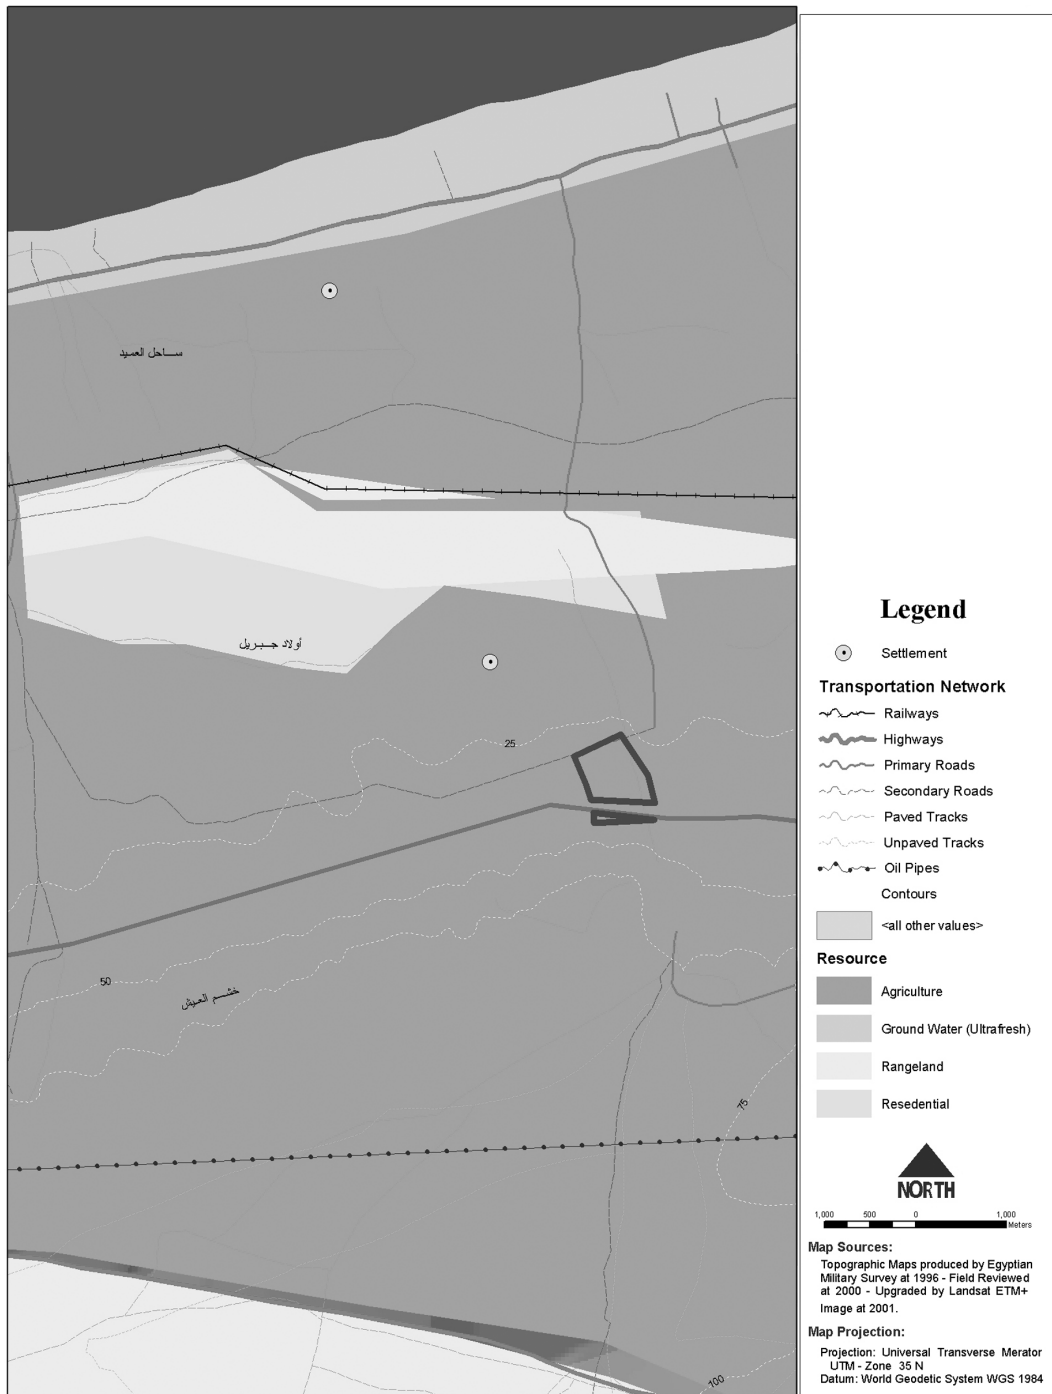 ساحل العميد
أولاد جبريل
25
50
خشم العيش
75
100
Legend
Settlement
Transportation Network
Railways
Highways
Primary Roads
Secondary Roads
Paved Tracks
Unpaved Tracks
Oil Pipes
Contours
<all other values>
Resource
Agriculture
Ground Water (Ultrafresh)
Rangeland
Resedential
NORTH
1,000 500 0 1,000
Meters
Map Sources:
Topographic Maps produced by Egyptian
Military Survey at 1996 - Field Reviewed
at 2000 - Upgraded by Landsat ETM+
Image at 2001.
Map Projection:
Projection: Universal Transverse Merator
UTM - Zone 35 N
Datum: World Geodetic System WGS 1984